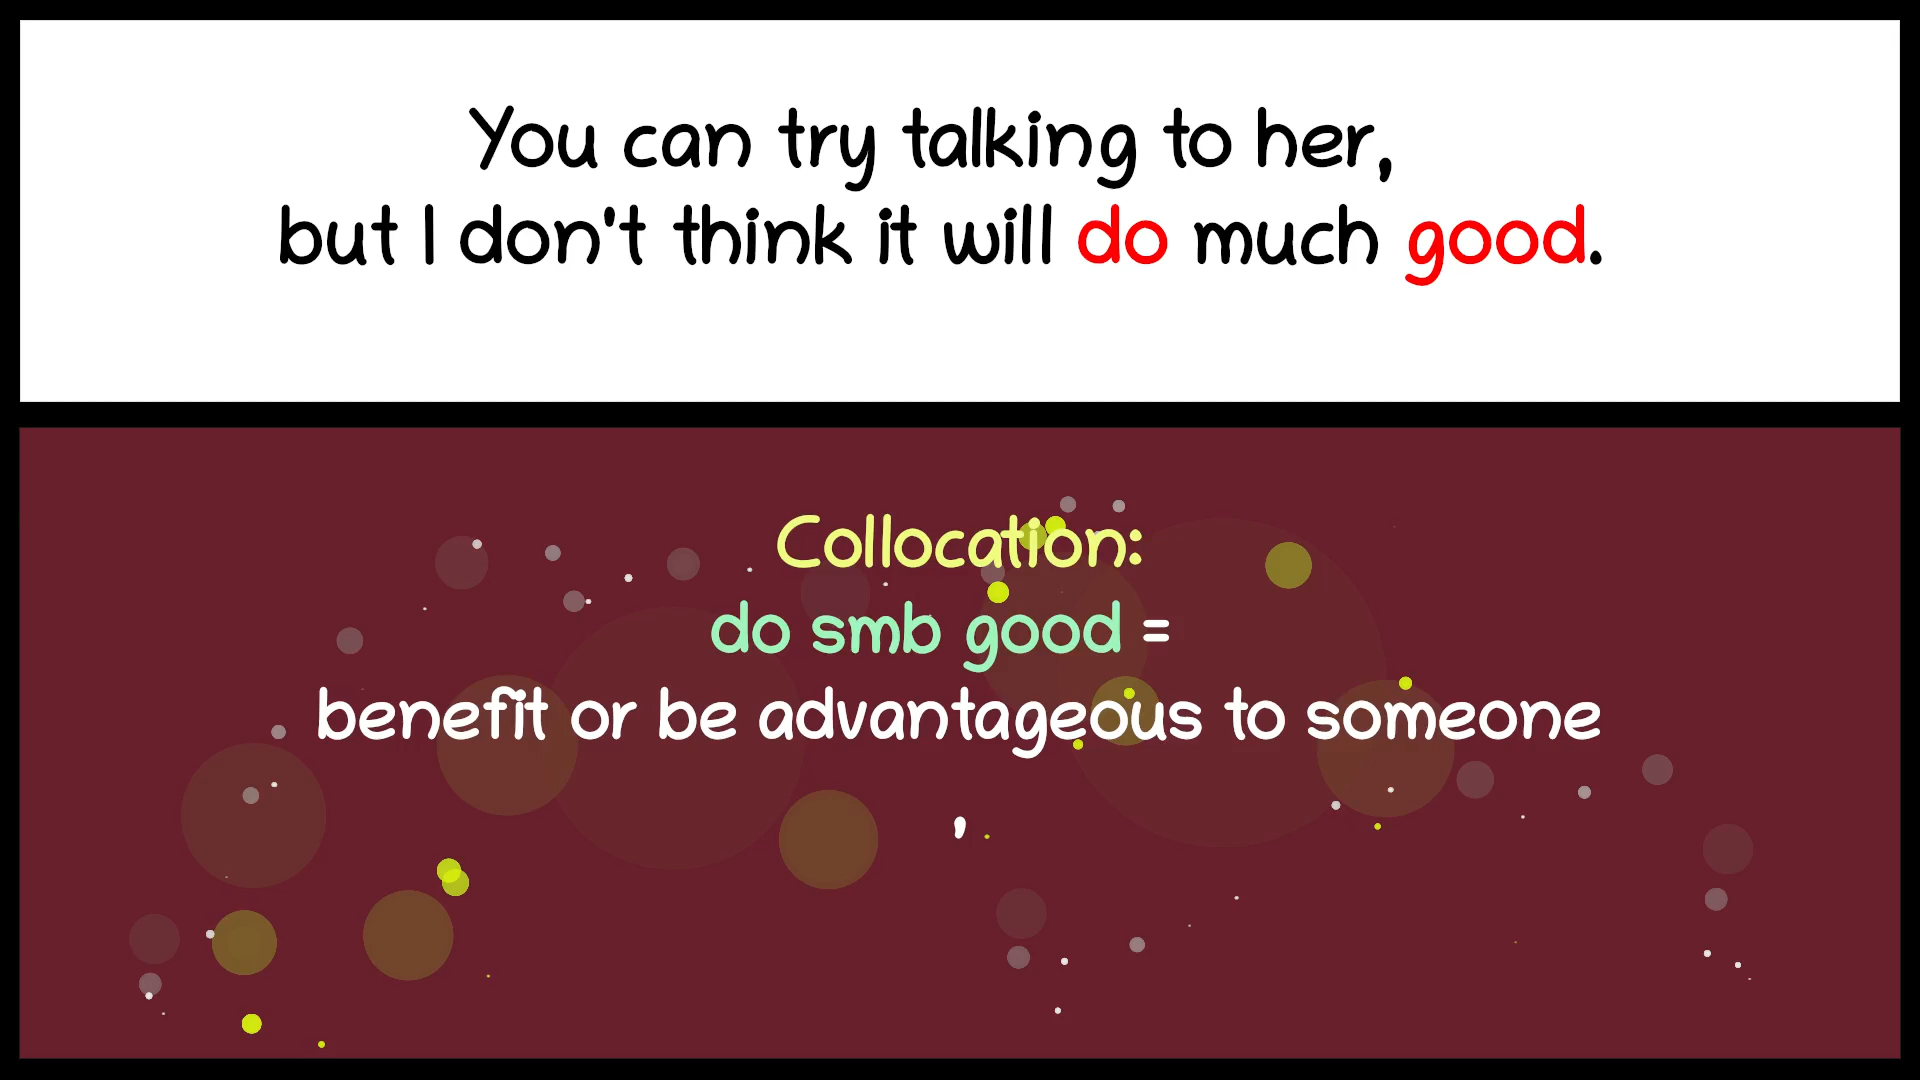 You can try talking to her,
but I don't think it will do much good.
Collocation:
do smb good =
benefit or be advantageous to someone
,